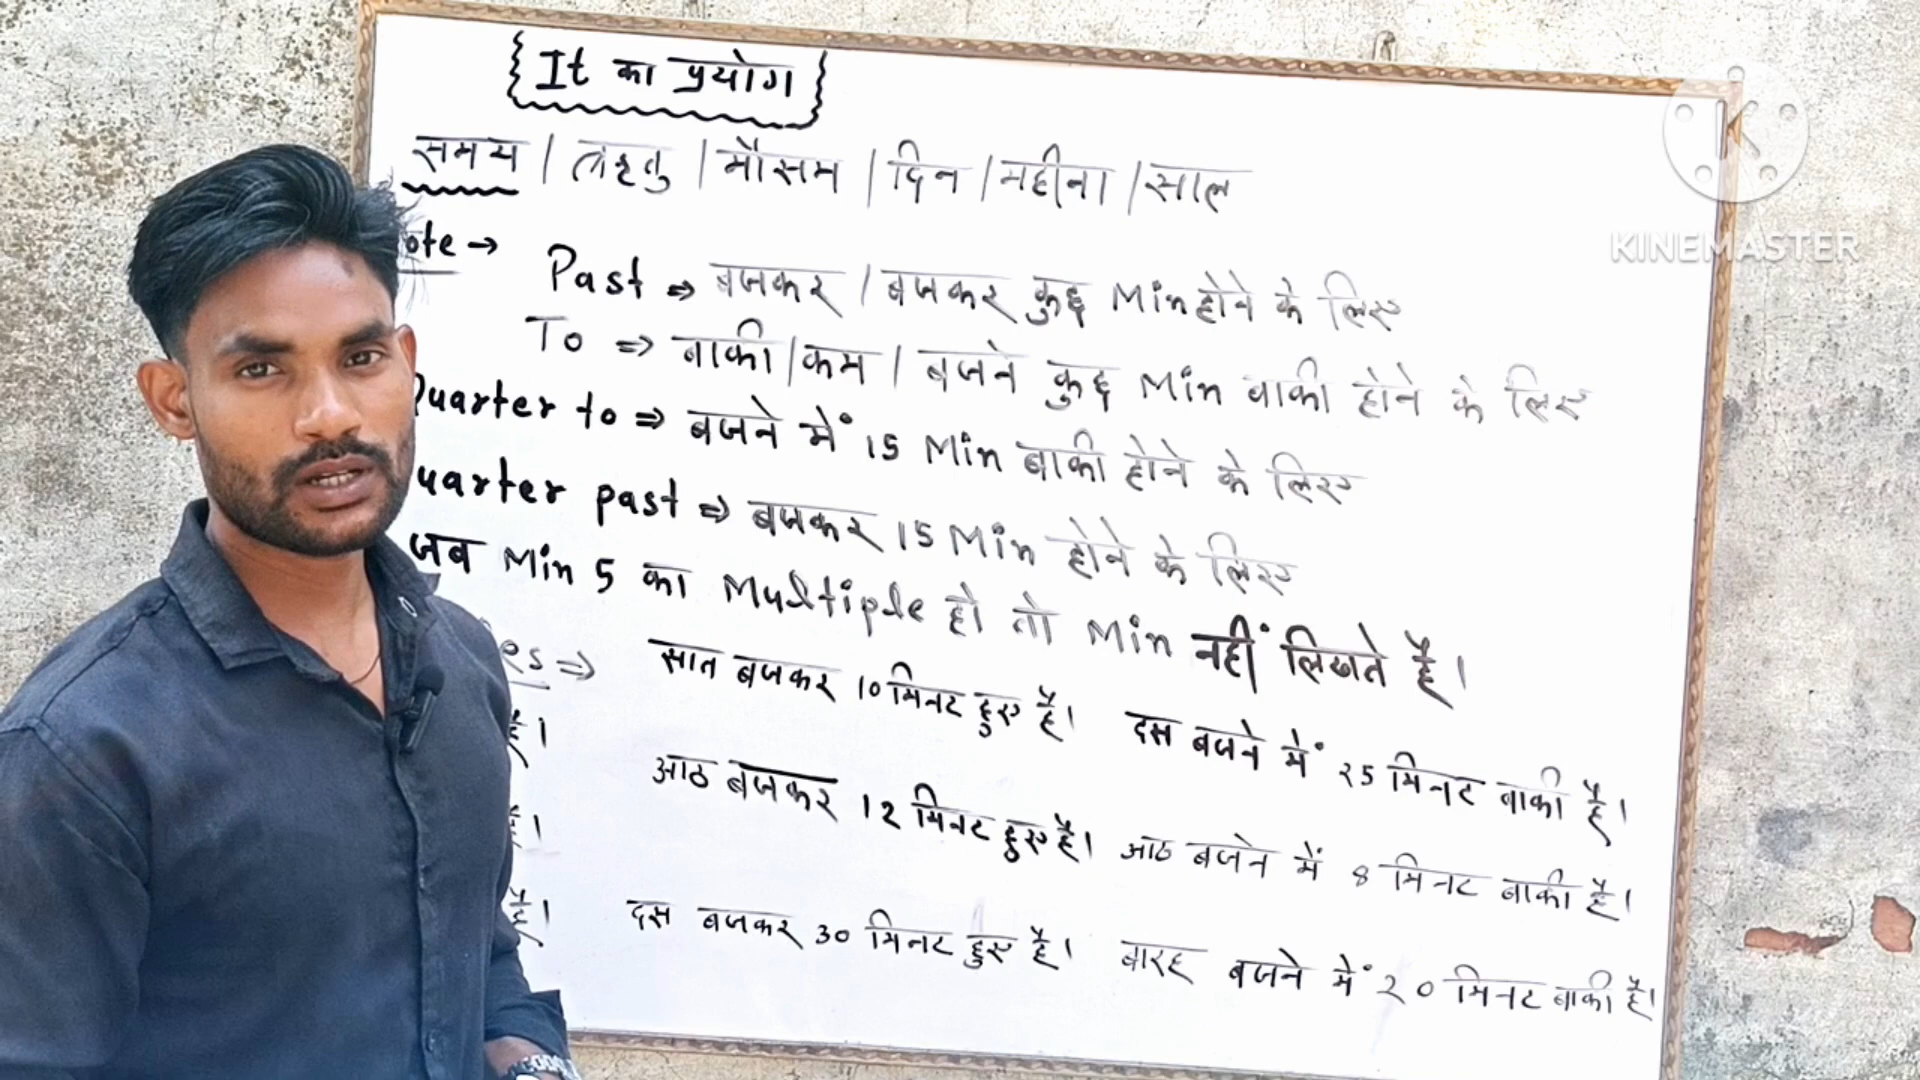 It का प्रयोग
समय / ऋतु / मौसम / दिन / महीना / साल
ote →
Past ⇒ बजकर / बजकर कुछ Min होने के लिए
To ⇒ बाकी / कम / बजने कुछ Min बाकी होने के लिए
Quarter to ⇒ बजने में 15 Min बाकी होने के लिए
uarter past ⇒ बजकर 15 Min होने के लिए
जब Min 5 का Multiple हो तो Min नहीं लिखते है।
es ⇒ सात बजकर 10 मिनट हुए है। दस बजने में 25 मिनट बाकी है।
है। आठ बजकर 12 मिनट हुए है। आठ बजने में 8 मिनट बाकी है।
है।
है। दस बजकर 30 मिनट हुए है। बारह बजने में 20 मिनट बाकी है।
K
KINEMASTER